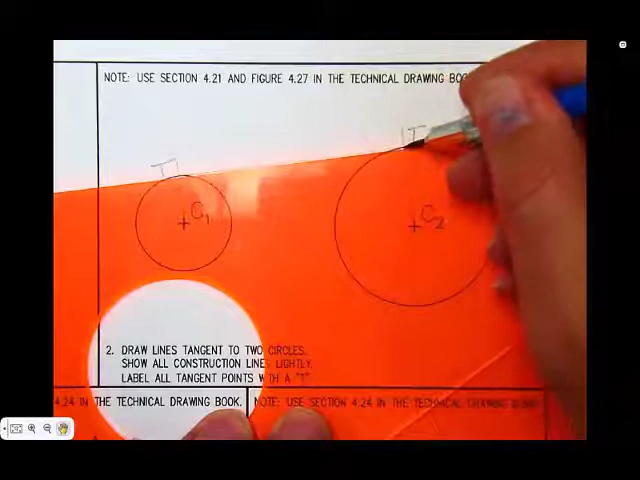 NOTE: USE SECTION 4.21 AND FIGURE 4.27 IN THE TECHNICAL DRAWING
T
T
C1
C2
2. DRAW LINES TANGENT TO TWO CIRCLES.
SHOW ALL CONSTRUCTION LINES LIGHTLY.
LABEL ALL TANGENT POINTS WITH A "T"
4.24 IN THE TECHNICAL DRAWING BOOK.
NOTE: USE SECTION 4.24 IN THE TECHNICAL DRAWING